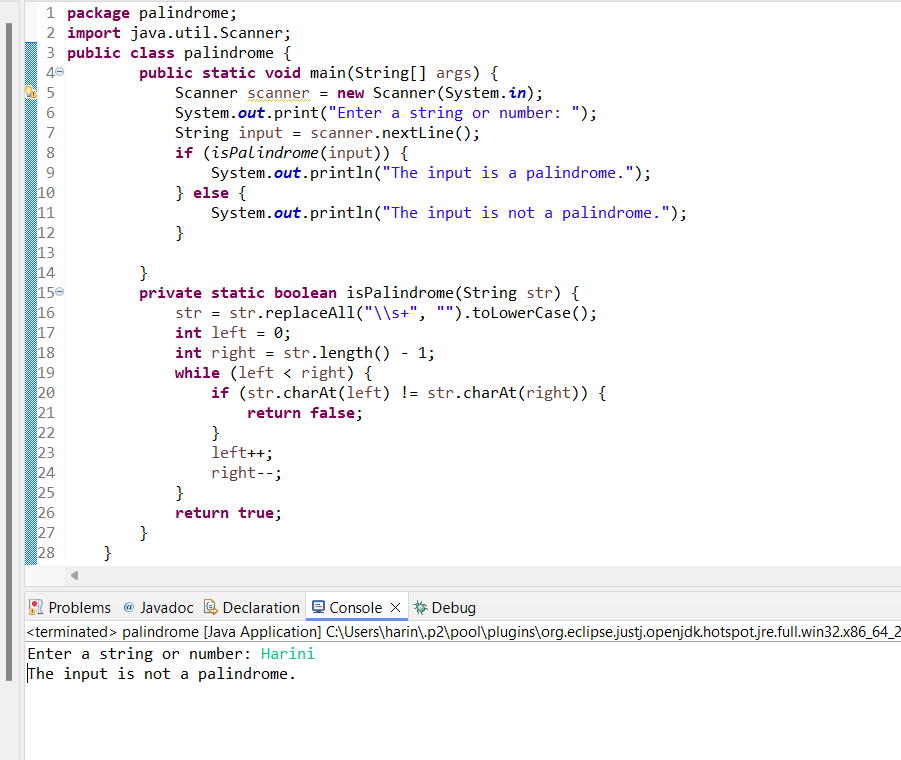 1 package palindrome;
2 import java.util.Scanner;
3 public class palindrome {
4 public static void main(String[] args) {
5 Scanner scanner = new Scanner(System.in);
6 System.out.print("Enter a string or number: ");
7 String input = scanner.nextLine();
8 if (isPalindrome(input)) {
9 System.out.println("The input is a palindrome.");
10 } else {
11 System.out.println("The input is not a palindrome.");
12 }
13
14 }
15 private static boolean isPalindrome(String str) {
16 str = str.replaceAll("\\s+", "").toLowerCase();
17 int left = 0;
18 int right = str.length() - 1;
19 while (left < right) {
20 if (str.charAt(left) != str.charAt(right)) {
21 return false;
22 }
23 left++;
24 right--;
25 }
26 return true;
27 }
28 }
Problems @ Javadoc Declaration Console Debug
<terminated> palindrome [Java Application] C:\Users\harin\.p2\pool\plugins\org.eclipse.justj.openjdk.hotspot.jre.full.win32.x86_64_2
Enter a string or number: Harini
The input is not a palindrome.